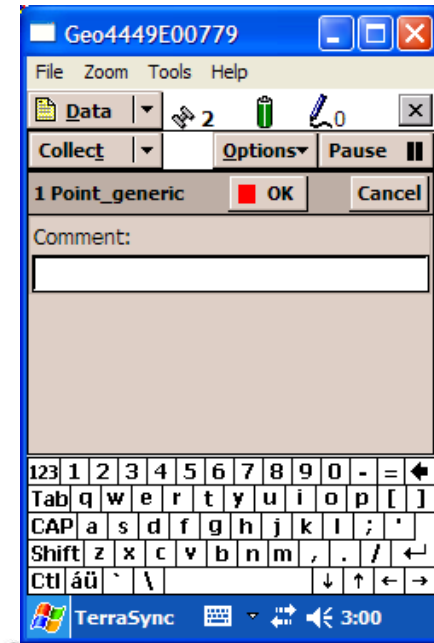 Geo4449E00779
File Zoom Tools Help
Data 2 0
Collect Options Pause
1 Point_generic OK Cancel
Comment:
123 1 2 3 4 5 6 7 8 9 0 - =
Tab q w e r t y u i o p [ ]
CAP a s d f g h j k l ; '
Shift z x c v b n m , . /
Ctl áü ` \
TerraSync 3:00